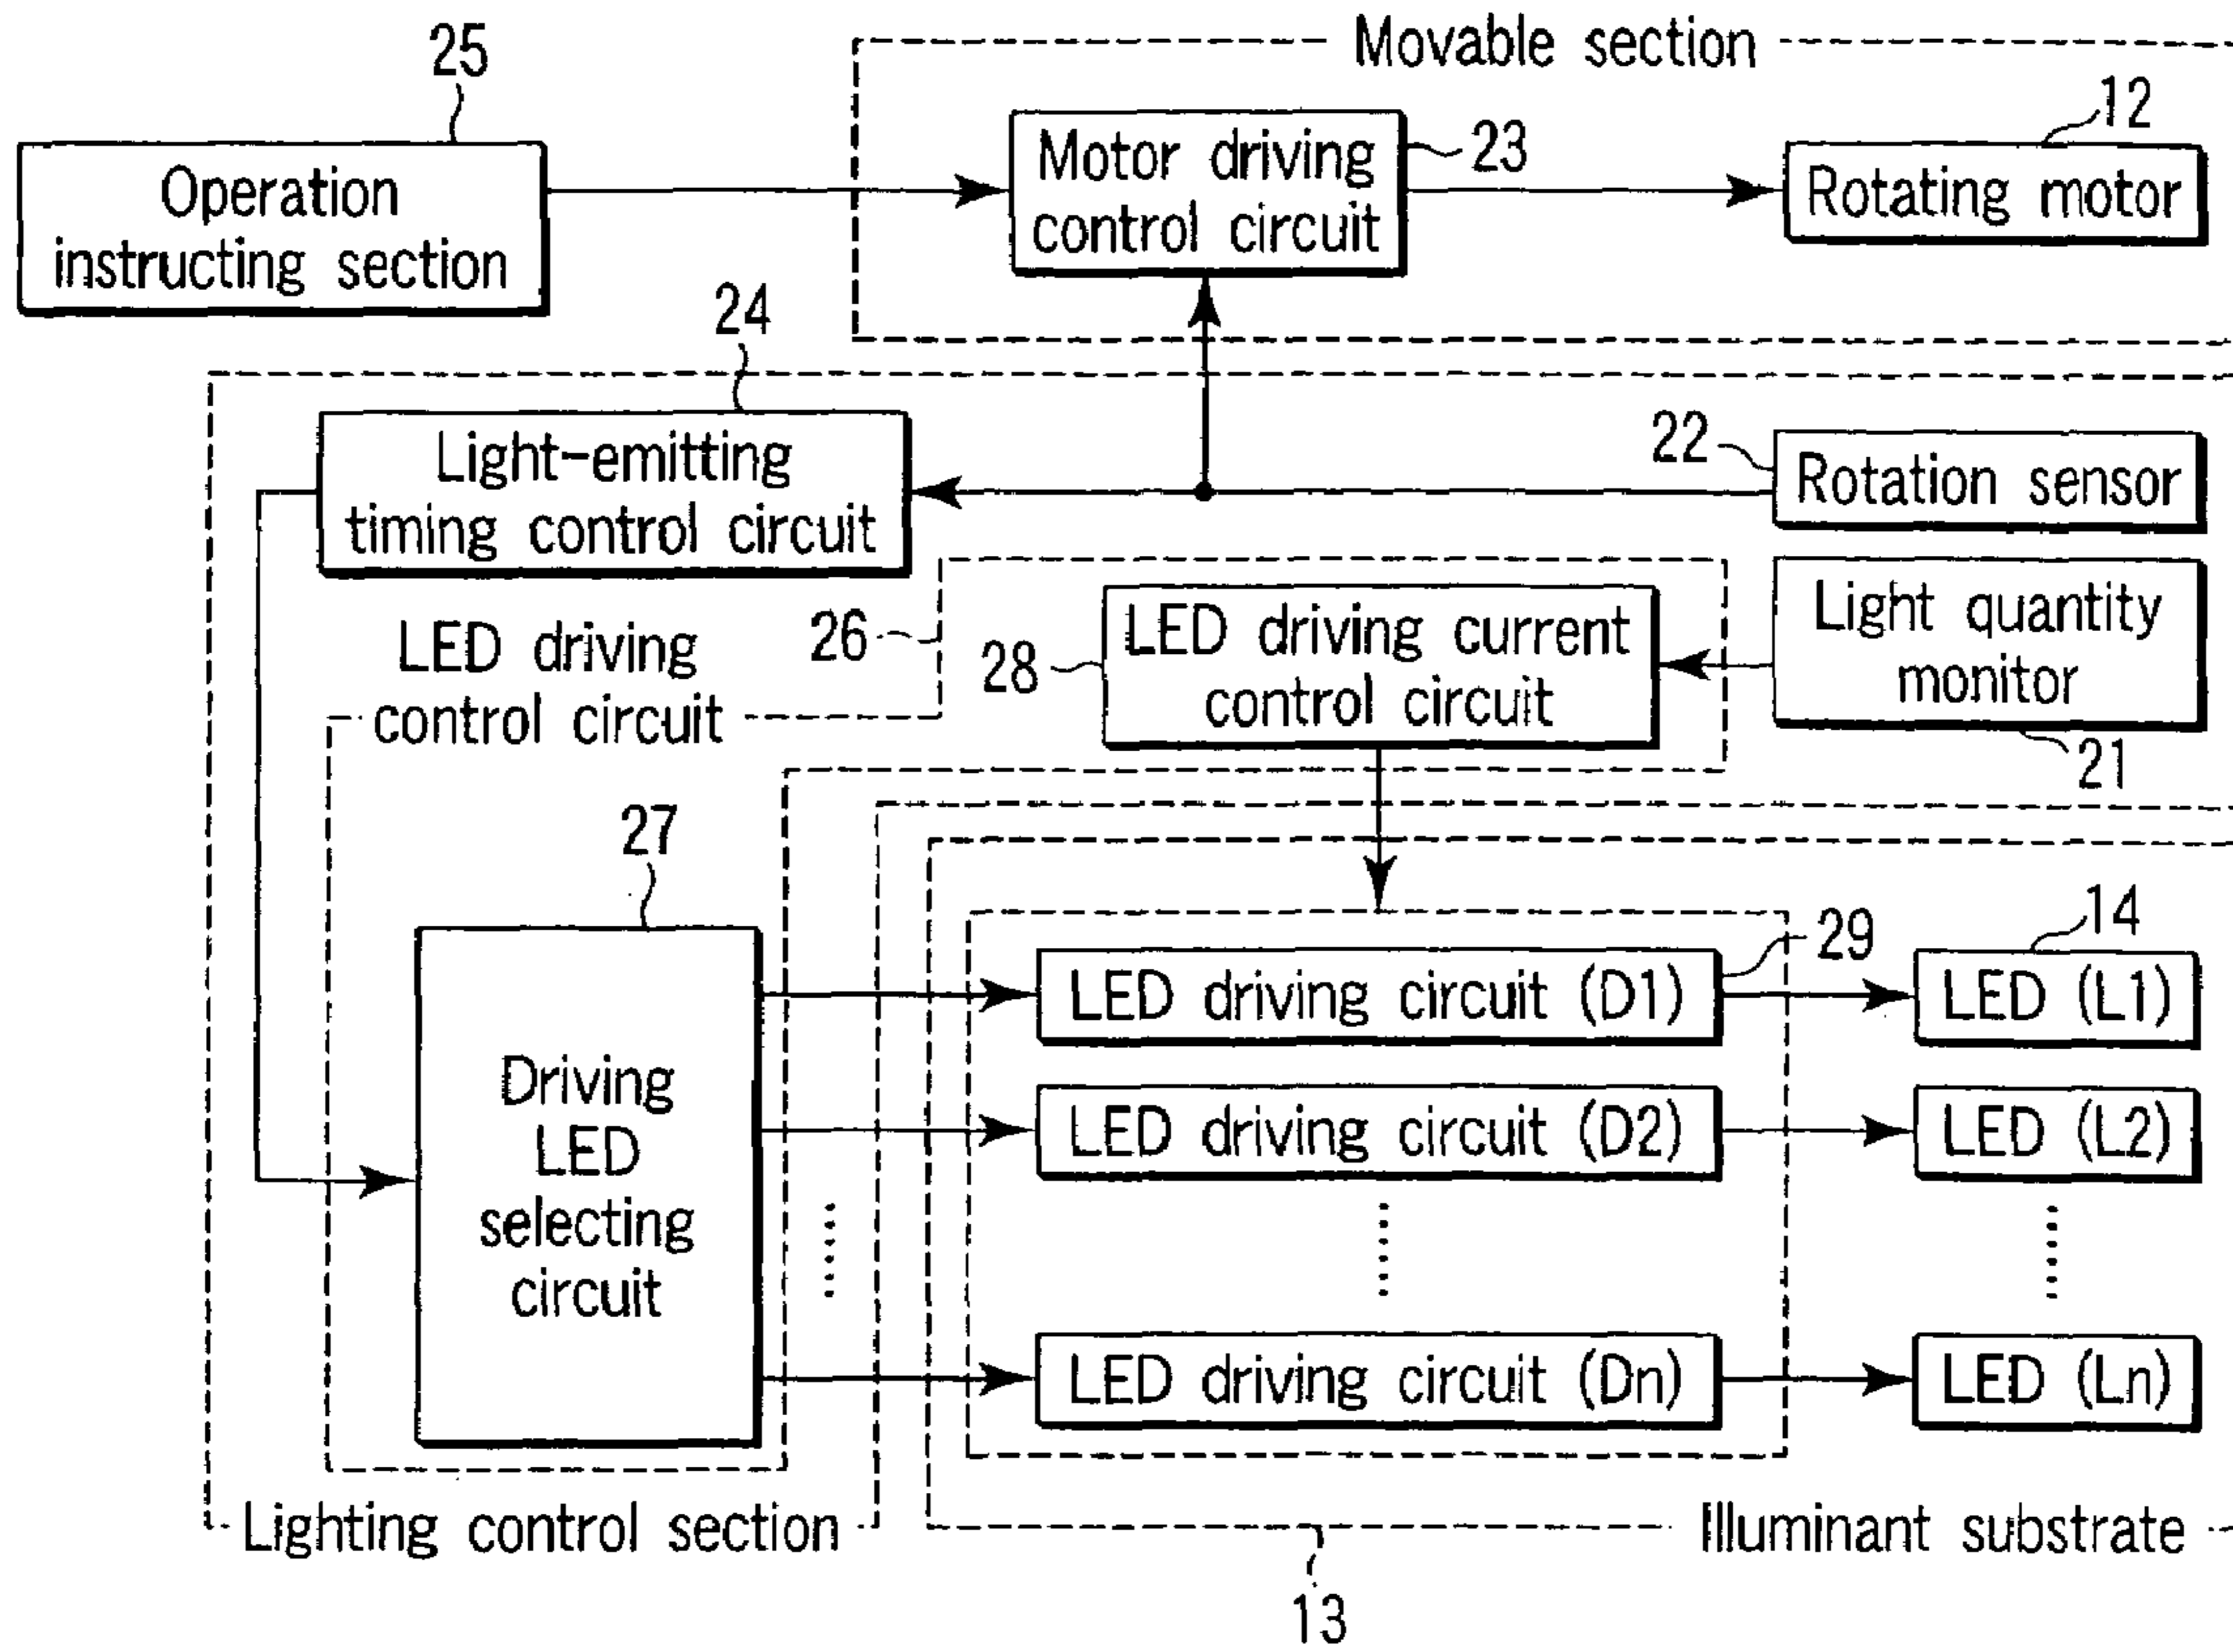 Movable section
25
Operation
instructing section
Motor driving
control circuit
23
12
Rotating motor
24
Light-emitting
timing control circuit
22
Rotation sensor
LED driving
control circuit
26
28
LED driving current
control circuit
Light quantity
monitor
21
27
Driving
LED
selecting
circuit
29
14
LED driving circuit (D1)
LED (L1)
LED driving circuit (D2)
LED (L2)
LED driving circuit (Dn)
LED (Ln)
Lighting control section
Illuminant substrate
13